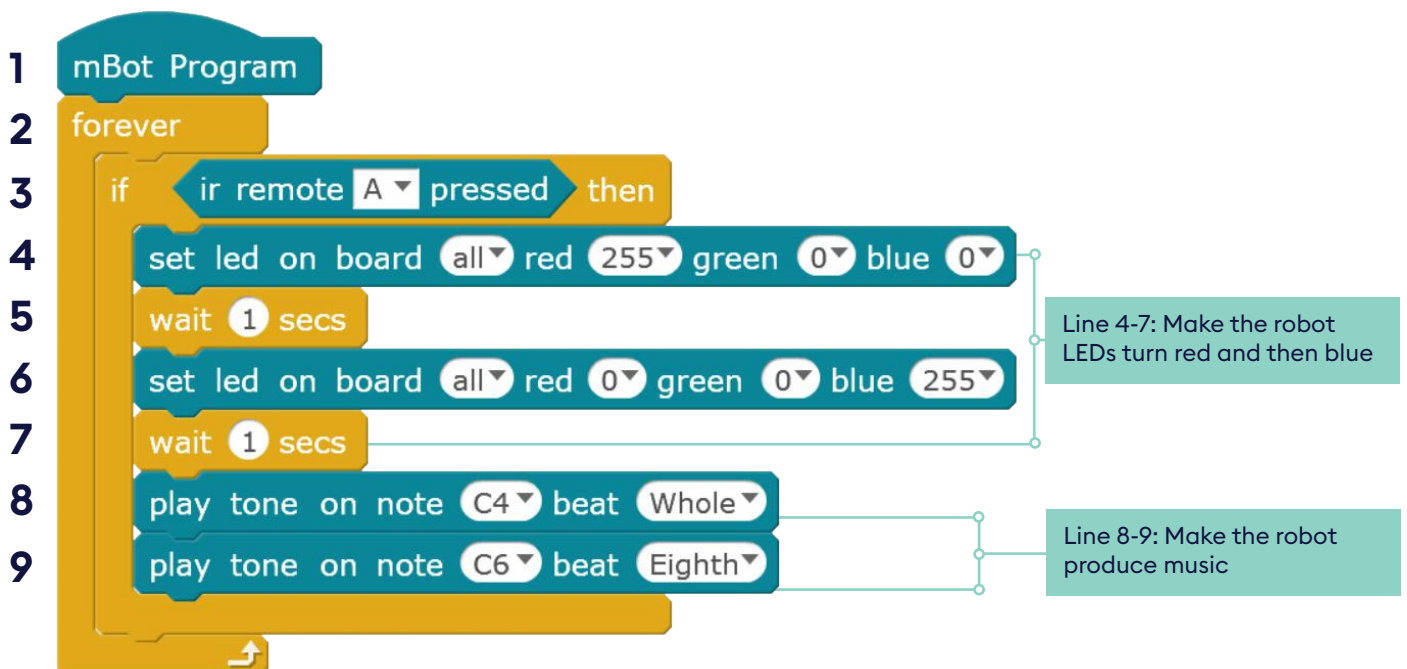 1 mBot Program
2 forever
3 if ir remote A pressed then
4 set led on board all red 255 green 0 blue 0
5 wait 1 secs
Line 4-7: Make the robot
LEDs turn red and then blue
6 set led on board all red 0 green 0 blue 255
7 wait 1 secs
8 play tone on note C4 beat Whole
9 play tone on note C6 beat Eighth
Line 8-9: Make the robot
produce music